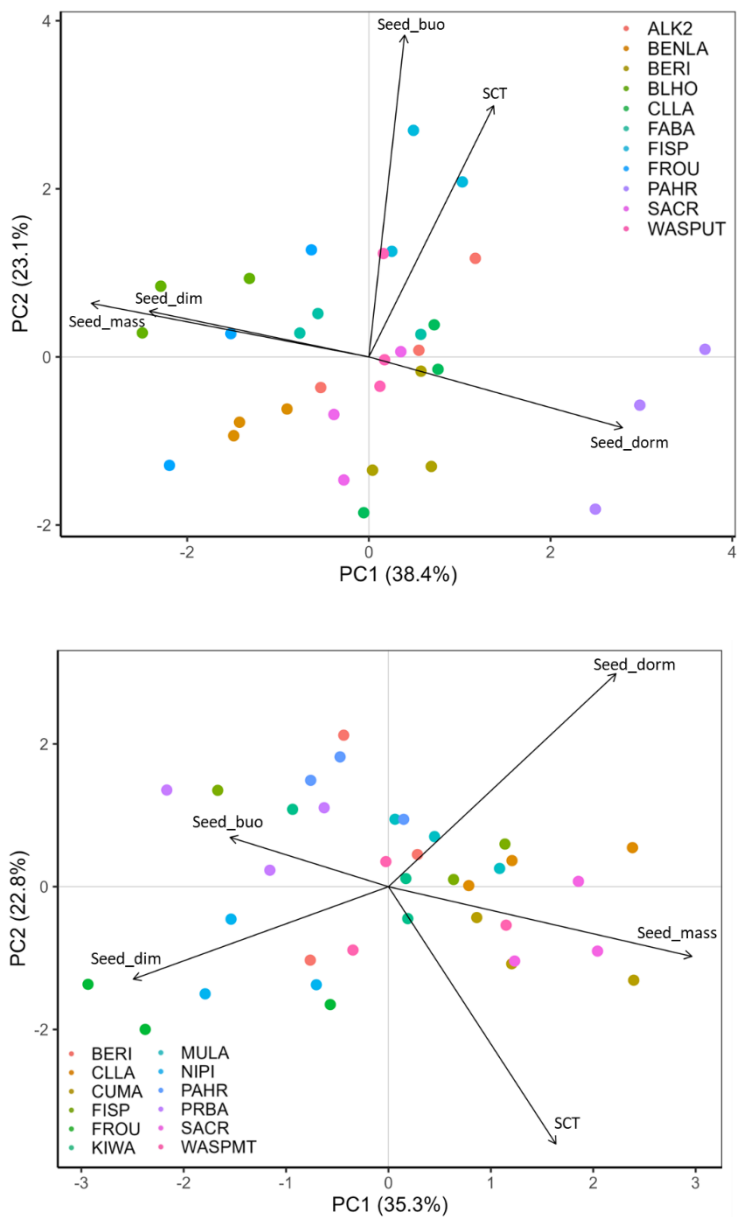 4
2
0
-2
PC2 (23.1%)
Seed_buo
SCT
Seed_dim
Seed_mass
Seed_dorm
ALK2
BENLA
BERI
BLHO
CLLA
FABA
FISP
FROU
PAHR
SACR
WASPUT
-2 0 2 4
PC1 (38.4%)
2
0
-2
PC2 (22.8%)
Seed_dorm
Seed_buo
Seed_mass
Seed_dim
SCT
BERI MULA
CLLA NIPI
CUMA PAHR
FISP PRBA
FROU SACR
KIWA WASPMT
-3 -2 -1 0 1 2 3
PC1 (35.3%)